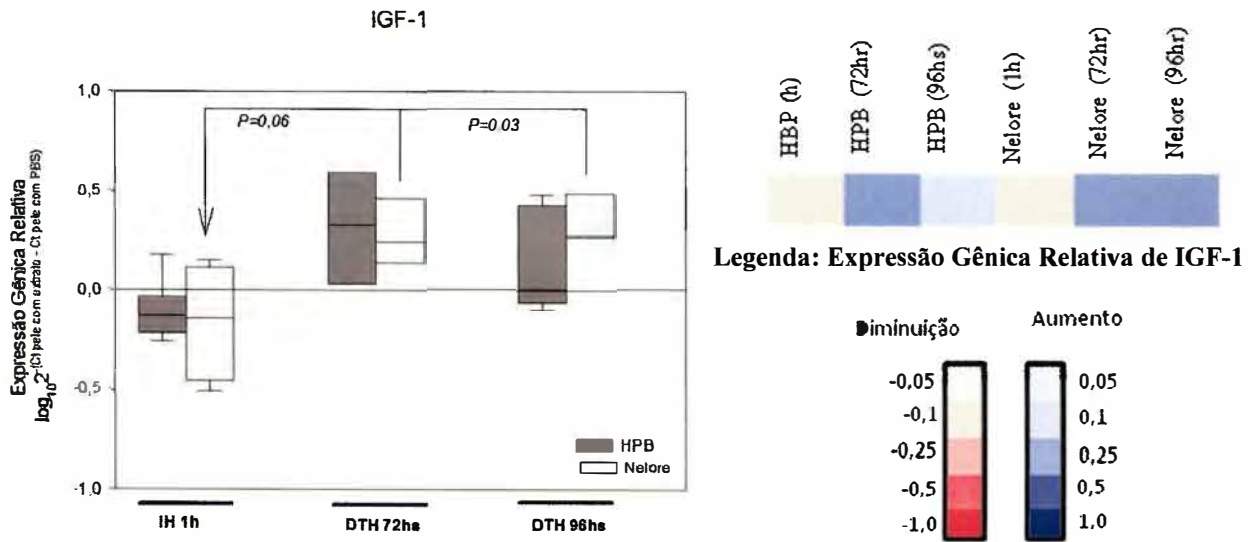 IGF-1
1,0
0,5
0,0
-0,5
-1,0
Expressão Gênica Relativa
P=0,06
P=0,03
HPB
Nelore
IH 1h
DTH 72hs
DTH 96hs
HBP (h)
HPB (72hr)
HPB (96hs)
Nelore (1h)
Nelore (72hr)
Nelore (96hr)
Legenda: Expressão Gênica Relativa de IGF-1
Diminuição
Aumento
-0,05
-0,1
-0,25
-0,5
-1,0
0,05
0,1
0,25
0,5
1,0